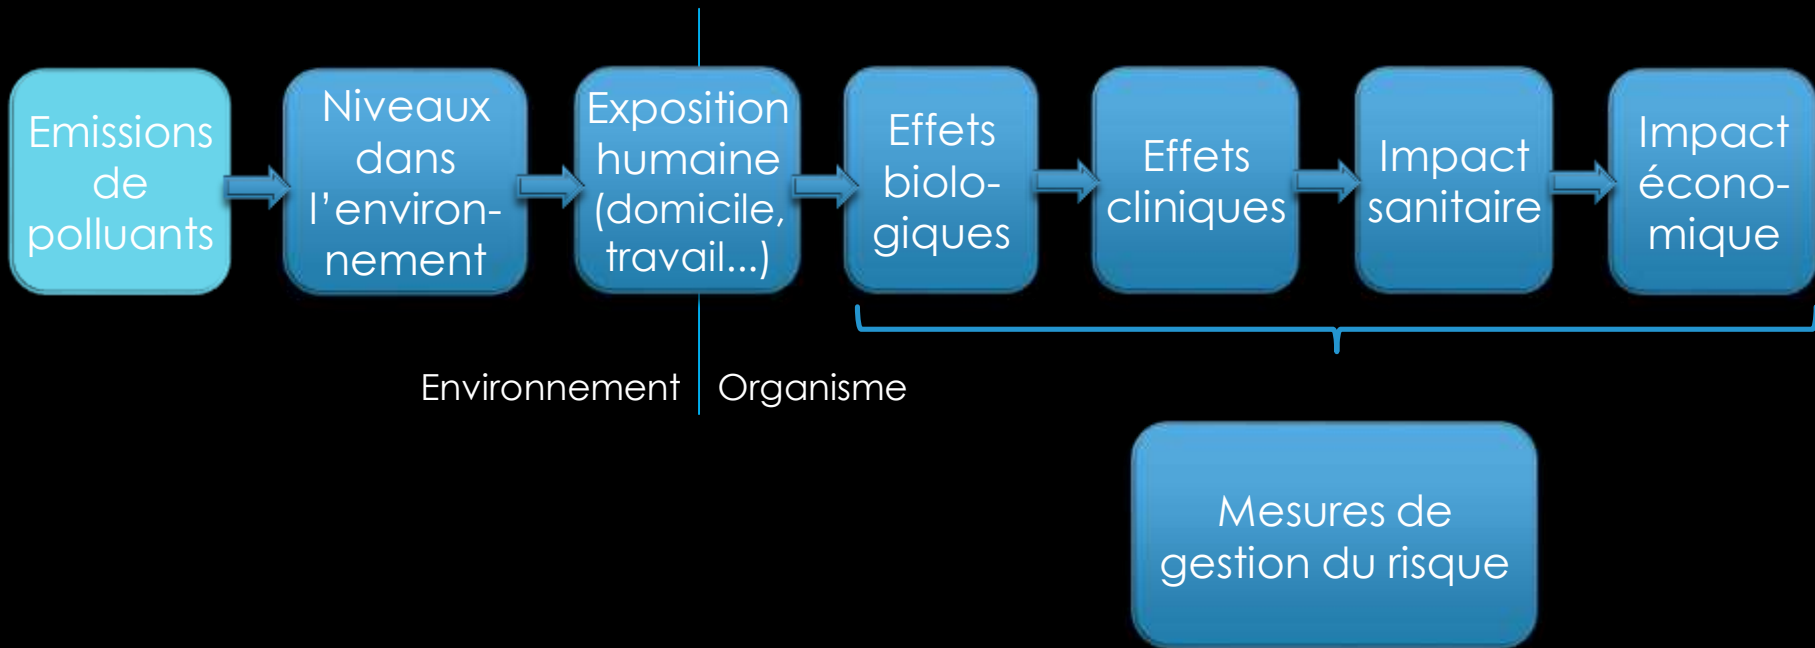 Emissions
de
polluants
Niveaux
dans
l’environ-
nement
Exposition
humaine
(domicile,
travail...)
Effets
biolo-
giques
Effets
cliniques
Impact
sanitaire
Impact
écono-
mique
Environnement
Organisme
Mesures de
gestion du risque